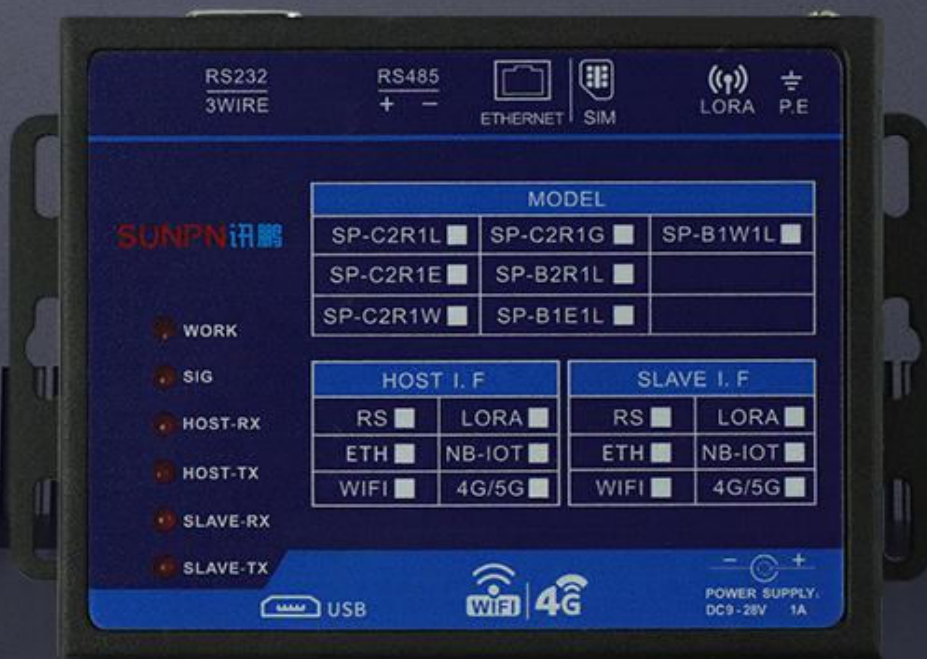 RS232
3WIRE
RS485
+ −
ETHERNET
SIM
LORA
P.E
SUNPN讯鹏
MODEL
SP-C2R1L SP-C2R1G SP-B1W1L
SP-C2R1E SP-B2R1L
SP-C2R1W SP-B1E1L
WORK
SIG
HOST-RX
HOST-TX
SLAVE-RX
SLAVE-TX
HOST I. F
RS LORA
ETH NB-IOT
WIFI 4G/5G
SLAVE I. F
RS LORA
ETH NB-IOT
WIFI 4G/5G
USB
WIFI
4G
− +
POWER SUPPLY:
DC9-28V 1A